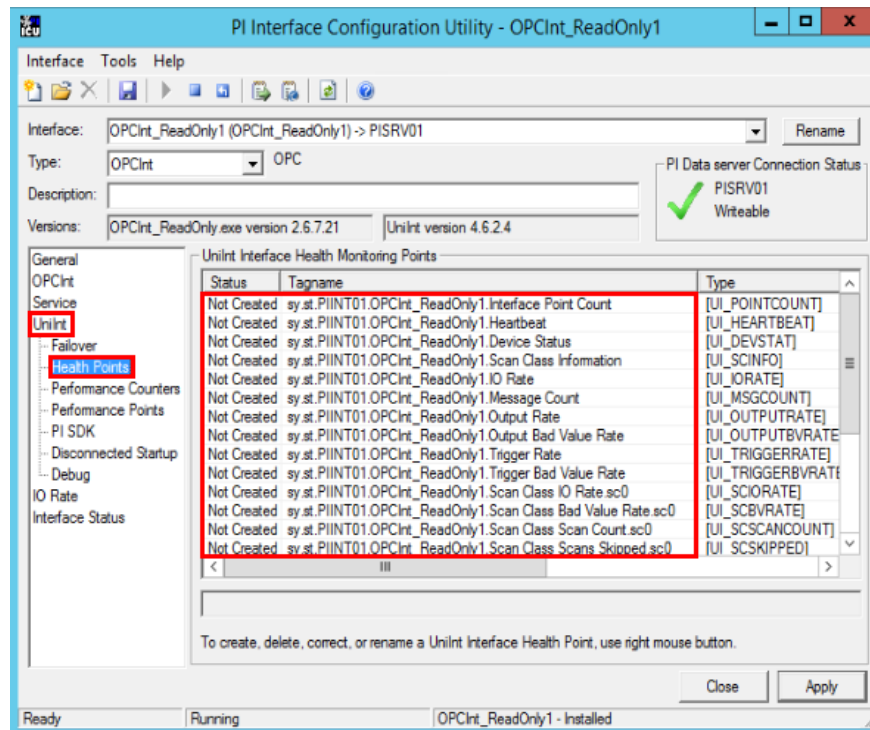 ICU
PI Interface Configuration Utility - OPCInt_ReadOnly1
Interface Tools Help
Interface: OPCInt_ReadOnly1 (OPCInt_ReadOnly1) -> PISRV01 Rename
Type: OPCInt OPC
PI Data server Connection Status
PISRV01
Writeable
Description:
Versions: OPCInt_ReadOnly.exe version 2.6.7.21 UniInt version 4.6.2.4
General
OPCInt
Service
UniInt
Failover
Health Points
Performance Counters
Performance Points
PI SDK
Disconnected Startup
Debug
IO Rate
Interface Status
UniInt Interface Health Monitoring Points
Status Tagname Type
Not Created sy.st.PIINT01.OPCInt_ReadOnly1.Interface Point Count [UI_POINTCOUNT]
Not Created sy.st.PIINT01.OPCInt_ReadOnly1.Heartbeat [UI_HEARTBEAT]
Not Created sy.st.PIINT01.OPCInt_ReadOnly1.Device Status [UI_DEVSTAT]
Not Created sy.st.PIINT01.OPCInt_ReadOnly1.Scan Class Information [UI_SCINFO]
Not Created sy.st.PIINT01.OPCInt_ReadOnly1.IO Rate [UI_IORATE]
Not Created sy.st.PIINT01.OPCInt_ReadOnly1.Message Count [UI_MSGCOUNT]
Not Created sy.st.PIINT01.OPCInt_ReadOnly1.Output Rate [UI_OUTPUTRATE]
Not Created sy.st.PIINT01.OPCInt_ReadOnly1.Output Bad Value Rate [UI_OUTPUTBVRATE
Not Created sy.st.PIINT01.OPCInt_ReadOnly1.Trigger Rate [UI_TRIGGERRATE]
Not Created sy.st.PIINT01.OPCInt_ReadOnly1.Trigger Bad Value Rate [UI_TRIGGERBVRATE
Not Created sy.st.PIINT01.OPCInt_ReadOnly1.Scan Class IO Rate.sc0 [UI_SCIORATE]
Not Created sy.st.PIINT01.OPCInt_ReadOnly1.Scan Class Bad Value Rate.sc0 [UI_SCBVRATE]
Not Created sy.st.PIINT01.OPCInt_ReadOnly1.Scan Class Scan Count.sc0 [UI_SCSCANCOUNT]
Not Created sy.st.PIINT01.OPCInt_ReadOnly1.Scan Class Scans Skipped.sc0 [UI_SCSKIPPED]
To create, delete, correct, or rename a UniInt Interface Health Point, use right mouse button.
Close Apply
Ready Running OPCInt_ReadOnly1 - Installed